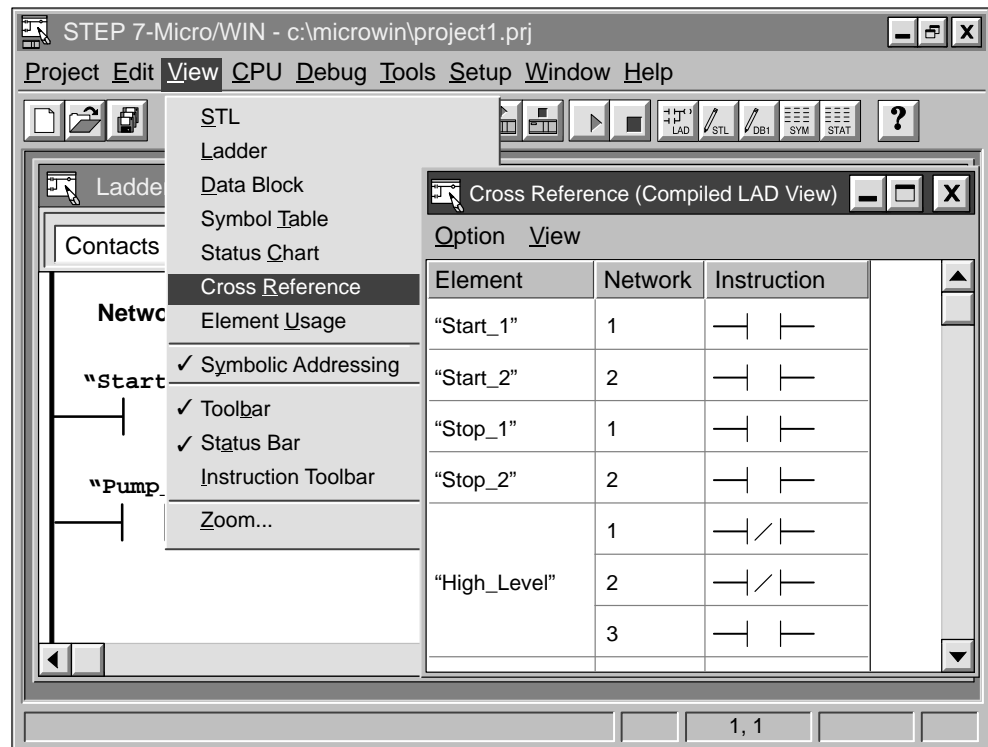 STEP 7-Micro/WIN - c:\microwin\project1.prj
Project Edit View CPU Debug Tools Setup Window Help
LAD STL DB1 SYM STAT ?
STL
Ladder
Data Block
Symbol Table
Status Chart
Cross Reference
Element Usage
✓ Symbolic Addressing
✓ Toolbar
✓ Status Bar
Instruction Toolbar
Zoom...
Ladde
Contacts
Netwo
“Start
“Pump_
Cross Reference (Compiled LAD View)
Option View
Element Network Instruction
“Start_1” 1
“Start_2” 2
“Stop_1” 1
“Stop_2” 2
“High_Level” 1
2
3
1, 1